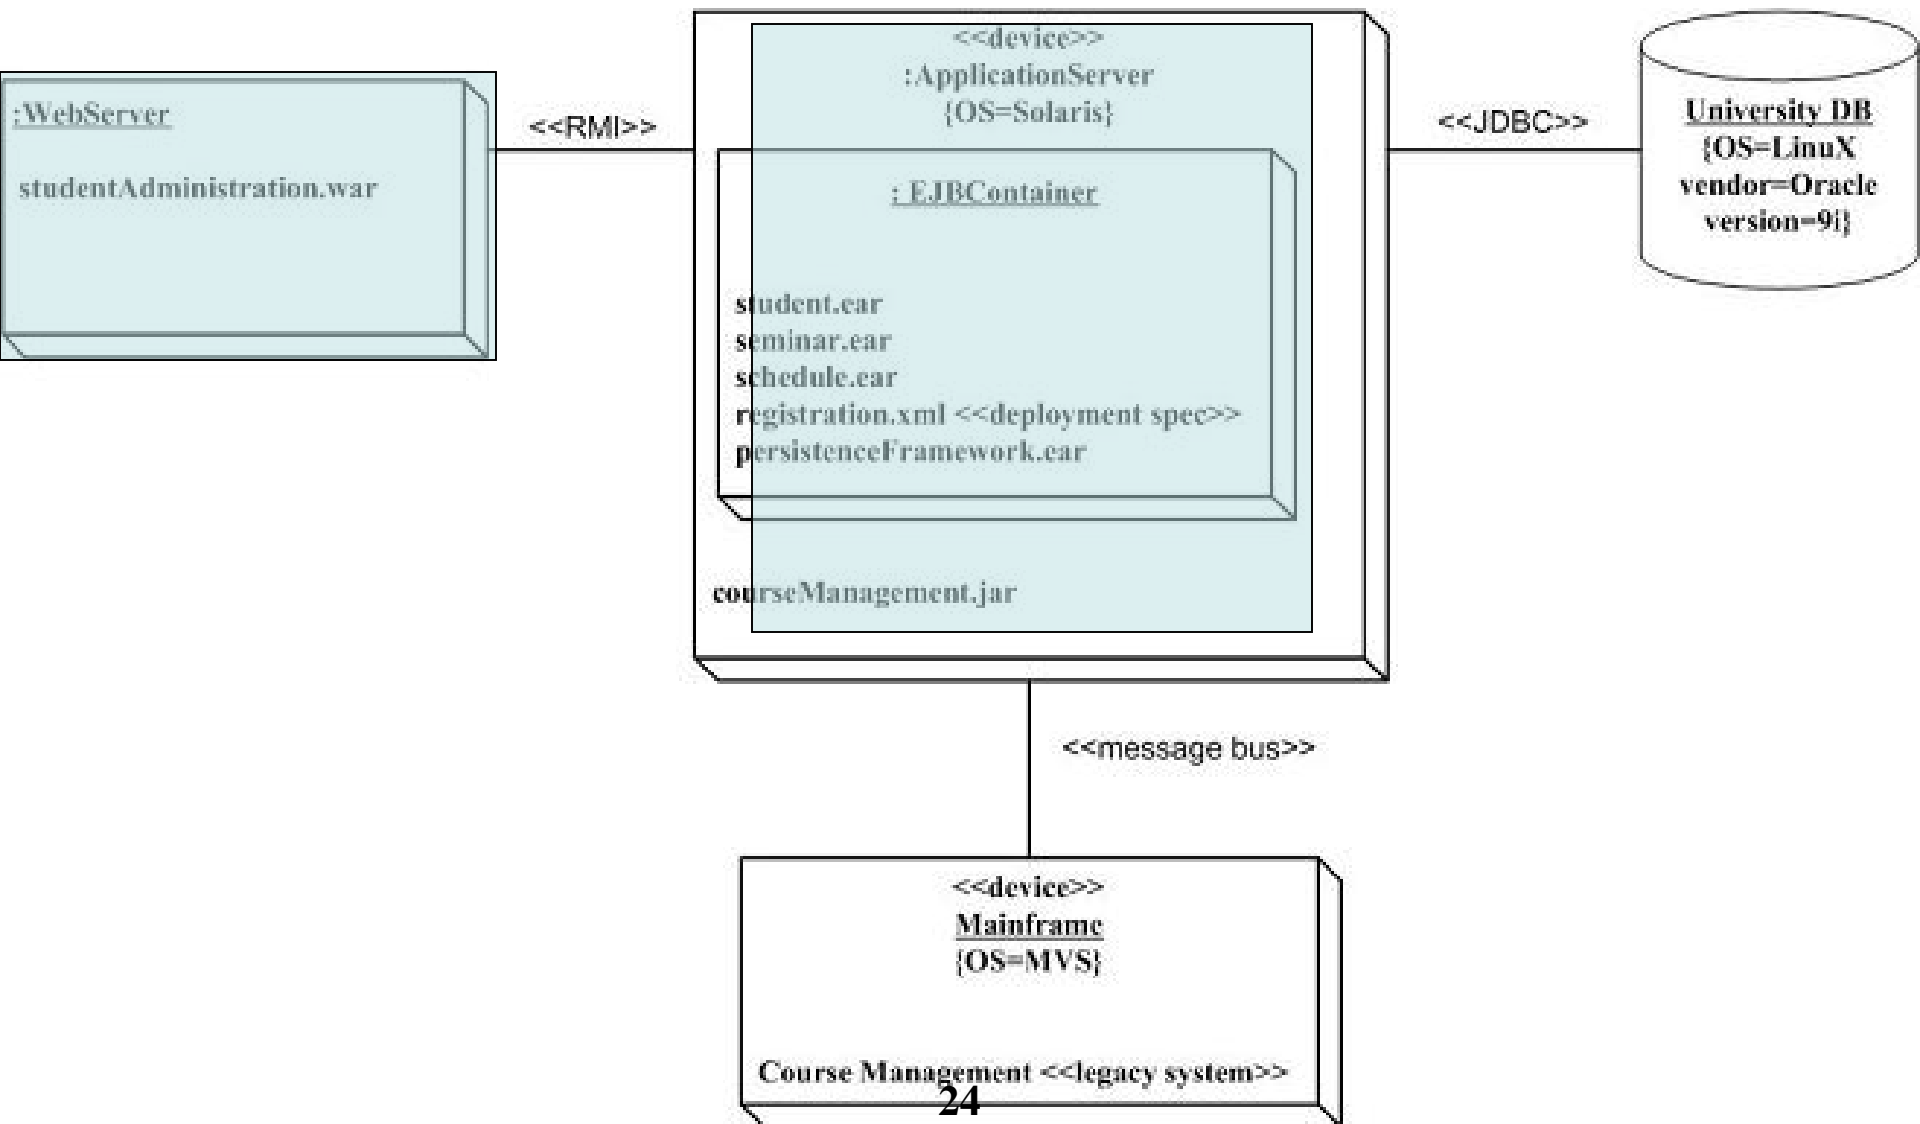 :WebServer
studentAdministration.war
<<RMI>>
<<device>>
:ApplicationServer
{OS=Solaris}
: EJBContainer
student.ear
seminar.ear
schedule.ear
registration.xml <<deployment spec>>
persistenceFramework.ear
courseManagement.jar
<<JDBC>>
University DB
{OS=LinuX
vendor=Oracle
version=9i}
<<message bus>>
<<device>>
Mainframe
{OS=MVS}
Course Management <<legacy system>>
24